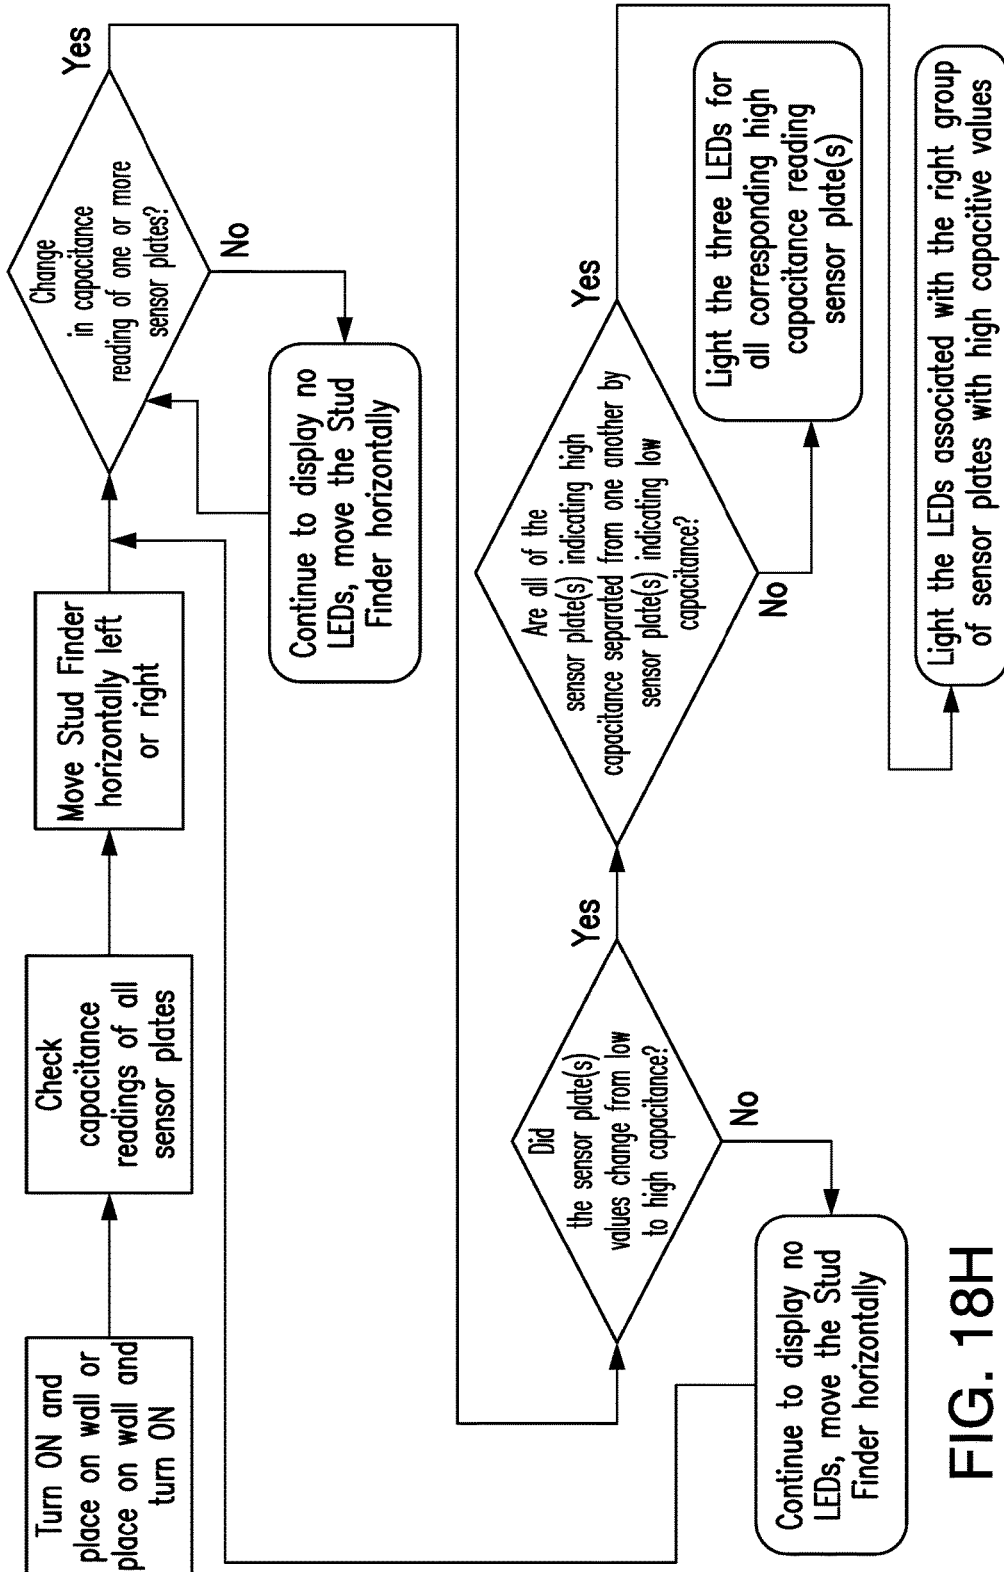 Turn ON and
place on wall or
place on wall and
turn ON
Check
capacitance
readings of all
sensor plates
Move Stud Finder
horizontally left
or right
Change
in capacitance
reading of one or more
sensor plates?
Yes
No
Continue to display no
LEDs, move the Stud
Finder horizontally
Did
the sensor plate(s)
values change from low
to high capacitance?
Yes
No
Continue to display no
LEDs, move the Stud
Finder horizontally
Are all of the
sensor plate(s) indicating high
capacitance separated from one another by
sensor plate(s) indicating low
capacitance?
Yes
No
Light the three LEDs for
all corresponding high
capacitance reading
sensor plate(s)
Light the LEDs associated with the right group
of sensor plates with high capacitive values
FIG. 18H